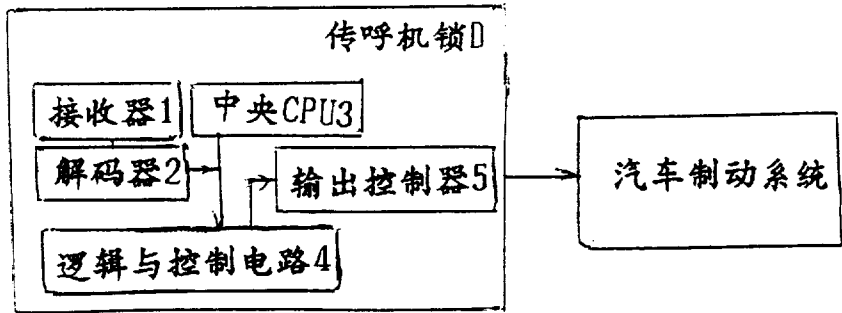 传呼机锁D
接收器1
中央CPU3
解码器2
输出控制器5
汽车制动系统
逻辑与控制电路4